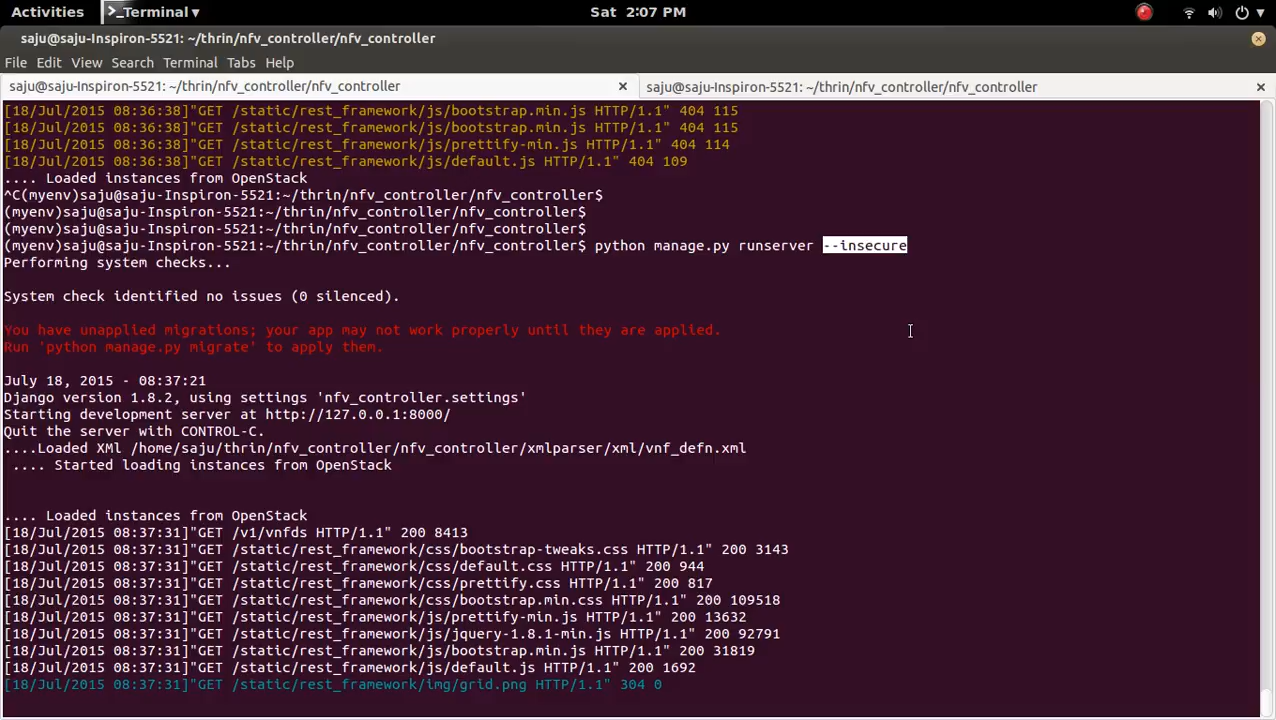 Activities
Terminal
Sat 2:07 PM
saju@saju-Inspiron-5521: ~/thrin/nfv_controller/nfv_controller
File Edit View Search Terminal Tabs Help
saju@saju-Inspiron-5521: ~/thrin/nfv_controller/nfv_controller
saju@saju-Inspiron-5521: ~/thrin/nfv_controller/nfv_controller
[18/Jul/2015 08:36:38]"GET /static/rest_framework/js/bootstrap.min.js HTTP/1.1" 404 115
[18/Jul/2015 08:36:38]"GET /static/rest_framework/js/bootstrap.min.js HTTP/1.1" 404 115
[18/Jul/2015 08:36:38]"GET /static/rest_framework/js/prettify-min.js HTTP/1.1" 404 114
[18/Jul/2015 08:36:38]"GET /static/rest_framework/js/default.js HTTP/1.1" 404 109
.... Loaded instances from OpenStack
^C(myenv)saju@saju-Inspiron-5521:~/thrin/nfv_controller/nfv_controller$
(myenv)saju@saju-Inspiron-5521:~/thrin/nfv_controller/nfv_controller$
(myenv)saju@saju-Inspiron-5521:~/thrin/nfv_controller/nfv_controller$
(myenv)saju@saju-Inspiron-5521:~/thrin/nfv_controller/nfv_controller$ python manage.py runserver --insecure
Performing system checks...
System check identified no issues (0 silenced).
You have unapplied migrations; your app may not work properly until they are applied.
Run 'python manage.py migrate' to apply them.
July 18, 2015 - 08:37:21
Django version 1.8.2, using settings 'nfv_controller.settings'
Starting development server at http://127.0.0.1:8000/
Quit the server with CONTROL-C.
....Loaded XMl /home/saju/thrin/nfv_controller/nfv_controller/xmlparser/xml/vnf_defn.xml
.... Started loading instances from OpenStack
.... Loaded instances from OpenStack
[18/Jul/2015 08:37:31]"GET /v1/vnfds HTTP/1.1" 200 8413
[18/Jul/2015 08:37:31]"GET /static/rest_framework/css/bootstrap-tweaks.css HTTP/1.1" 200 3143
[18/Jul/2015 08:37:31]"GET /static/rest_framework/css/default.css HTTP/1.1" 200 944
[18/Jul/2015 08:37:31]"GET /static/rest_framework/css/prettify.css HTTP/1.1" 200 817
[18/Jul/2015 08:37:31]"GET /static/rest_framework/css/bootstrap.min.css HTTP/1.1" 200 109518
[18/Jul/2015 08:37:31]"GET /static/rest_framework/js/prettify-min.js HTTP/1.1" 200 13632
[18/Jul/2015 08:37:31]"GET /static/rest_framework/js/jquery-1.8.1-min.js HTTP/1.1" 200 92791
[18/Jul/2015 08:37:31]"GET /static/rest_framework/js/bootstrap.min.js HTTP/1.1" 200 31819
[18/Jul/2015 08:37:31]"GET /static/rest_framework/js/default.js HTTP/1.1" 200 1692
[18/Jul/2015 08:37:31]"GET /static/rest_framework/img/grid.png HTTP/1.1" 304 0